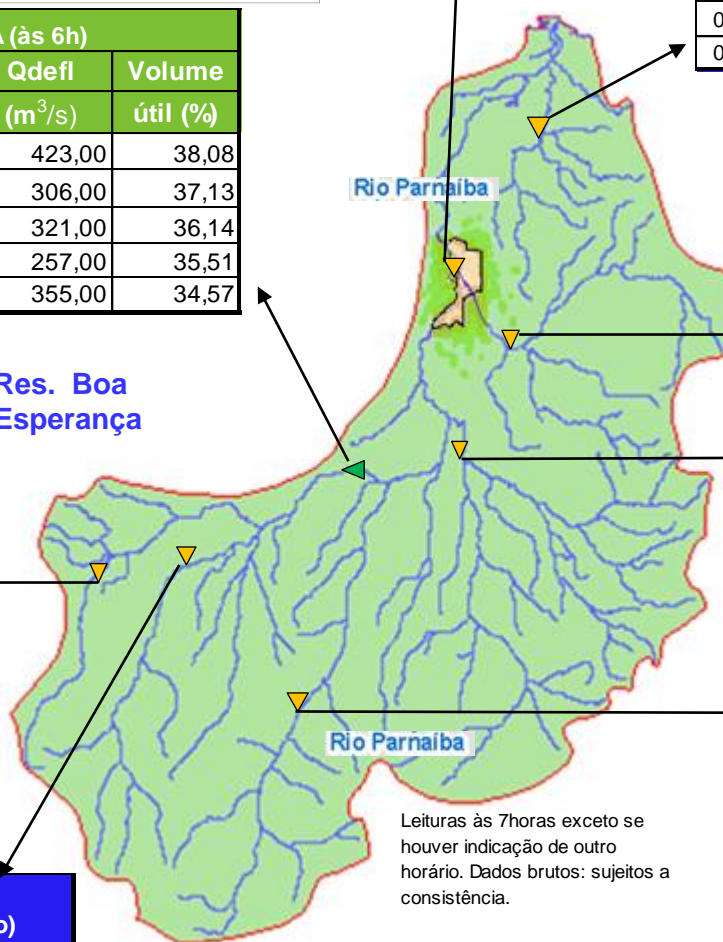 (às 6h)
Qdefl Volume
(m³/s) útil (%)
423,00 38,08
306,00 37,13
321,00 36,14
257,00 35,51
355,00 34,57
0
0
Rio Parnaíba
Res. Boa
Esperança
Rio Parnaíba
Leituras às 7horas exceto se
houver indicação de outro
horário. Dados brutos: sujeitos a
consistência.
o)